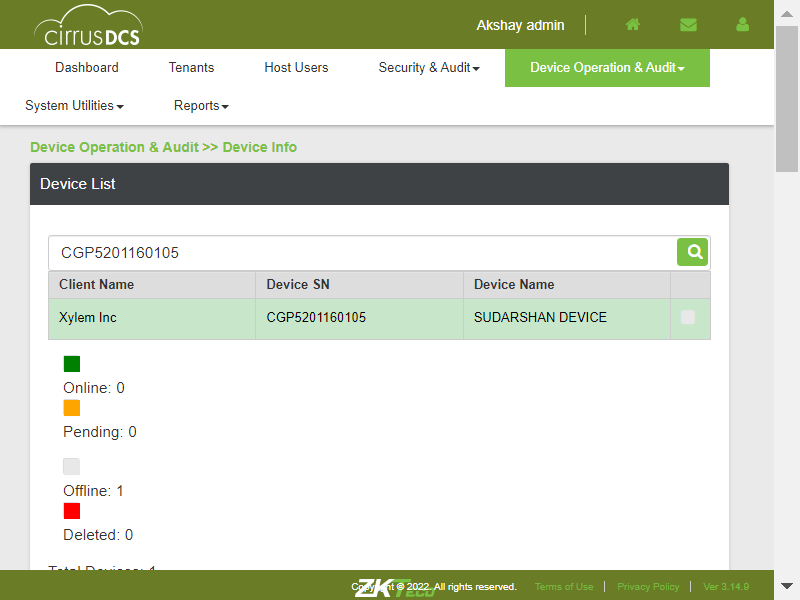 cirrusDCS
Akshay admin
Dashboard Tenants Host Users Security & Audit Device Operation & Audit
System Utilities Reports
Device Operation & Audit >> Device Info
Device List
CGP5201160105
Client Name Device SN Device Name
Xylem Inc CGP5201160105 SUDARSHAN DEVICE
Online: 0
Pending: 0
Offline: 1
Deleted: 0
Total Devices: 1
ZKTECO
Copyright © 2022. All rights reserved. Terms of Use Privacy Policy Ver 3.14.9